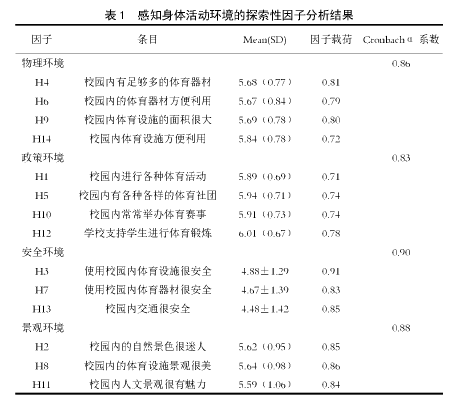 表1 感知身体活动环境的探索性因子分析结果
因子 条目 Mean(SD) 因子载荷 Cronbach α 系数
物理环境 0.86
H4 校园内有足够多的体育器材 5.68（0.77） 0.81
H6 校园内的体育器材方便利用 5.67（0.84） 0.79
H9 校园内体育设施的面积很大 5.69（0.78） 0.80
H14 校园内体育设施方便利用 5.84（0.78） 0.72
政策环境 0.83
H1 校园内进行各种体育活动 5.89（0.69） 0.71
H5 校园内有各种各样的体育社团 5.94（0.71） 0.74
H10 校园内常常举办体育赛事 5.91（0.73） 0.74
H12 学校支持学生进行体育锻炼 6.01（0.67） 0.78
安全环境 0.90
H3 使用校园内体育设施很安全 4.88±1.29 0.91
H7 使用校园内体育器材很安全 4.67±1.39 0.83
H13 校园内交通很安全 4.48±1.42 0.85
景观环境 0.88
H2 校园内的自然景色很迷人 5.62（0.95） 0.85
H8 校园内的体育设施景观很美 5.64（0.98） 0.86
H11 校园内人文景观很有魅力 5.59（1.06） 0.84